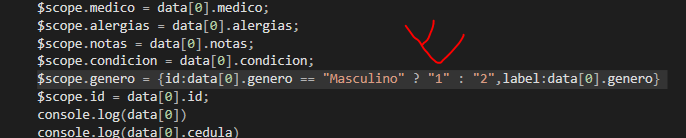 $scope.medico = data[0].medico;
$scope.alergias = data[0].alergias;
$scope.notas = data[0].notas;
$scope.condicion = data[0].condicion;
$scope.genero = {id:data[0].genero == "Masculino" ? "1" : "2",label:data[0].genero}
$scope.id = data[0].id;
console.log(data[0])
console.log(data[0].cedula)